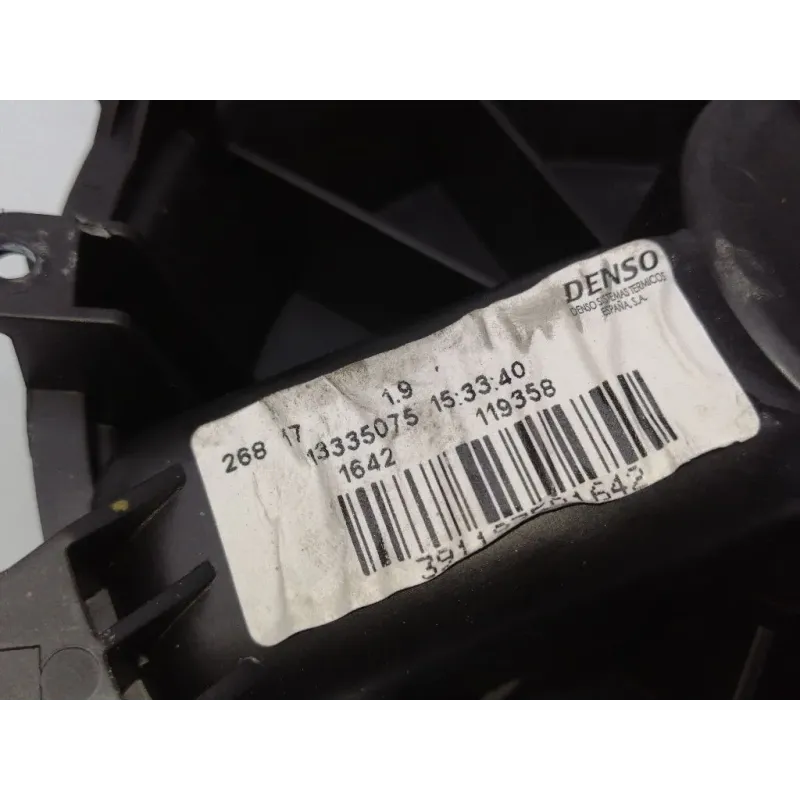 DENSO
DENSO SISTEMAS TERMICOS
ESPAÑA, S.A.
1.9
268 17 13335075 15:33:40
1642 119358